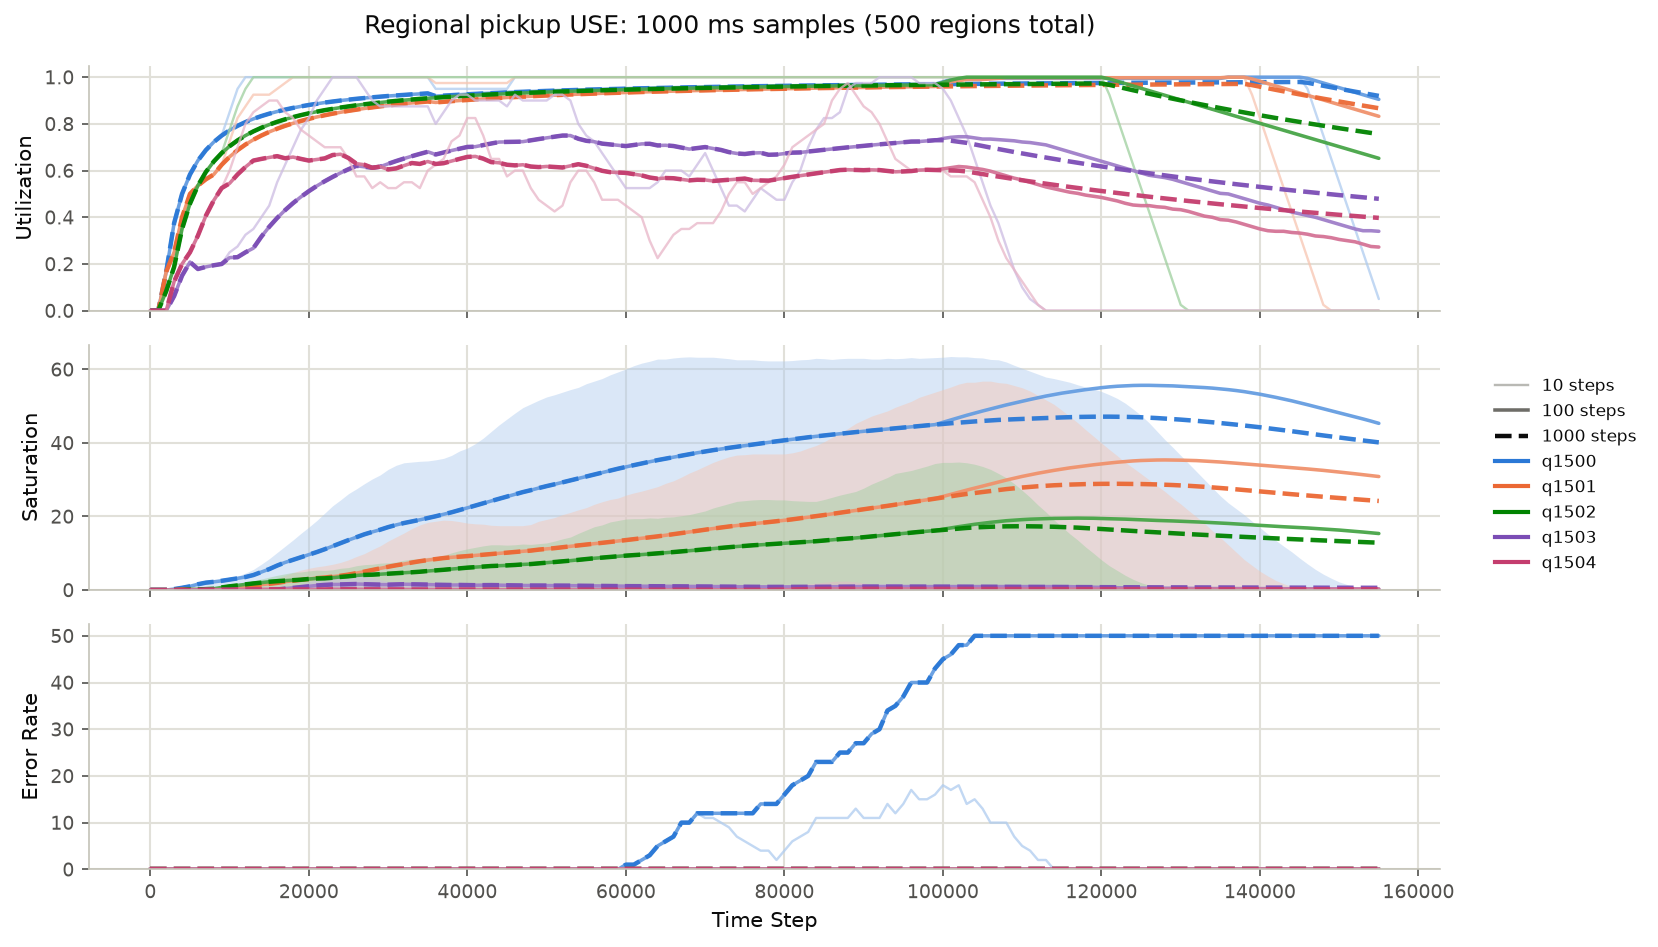 Regional pickup USE: 1000 ms samples (500 regions total)
Utilization
1.0
0.8
0.6
0.4
0.2
0.0
Saturation
60
40
20
0
Error Rate
50
40
30
20
10
0
0 20000 40000 60000 80000 100000 120000 140000 160000
Time Step
10 steps
100 steps
1000 steps
q1500
q1501
q1502
q1503
q1504